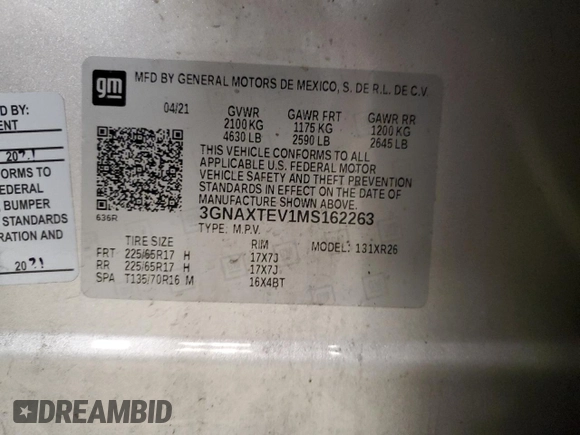 gm
MFD BY GENERAL MOTORS DE MEXICO, S. DE R.L. DE C.V.
04/21 GVWR GAWR FRT GAWR RR
2100 KG 1175 KG 1200 KG
4630 LB 2590 LB 2645 LB
THIS VEHICLE CONFORMS TO ALL
APPLICABLE U.S. FEDERAL MOTOR
VEHICLE SAFETY AND THEFT PREVENTION
STANDARDS IN EFFECT ON THE DATE OF
MANUFACTURE SHOWN ABOVE.
636R
3GNAXTEV1MS162263
TYPE: M.P.V. MODEL: 131XR26
TIRE SIZE RIM
FRT 225/65R17 H 17X7J
RR 225/65R17 H 17X7J
SPA T135/70R16 M 16X4BT
D BY:
ENT
2021
FORMS TO
FEDERAL
BUMPER
STANDARDS
RATION AND
2021
DREAMBID